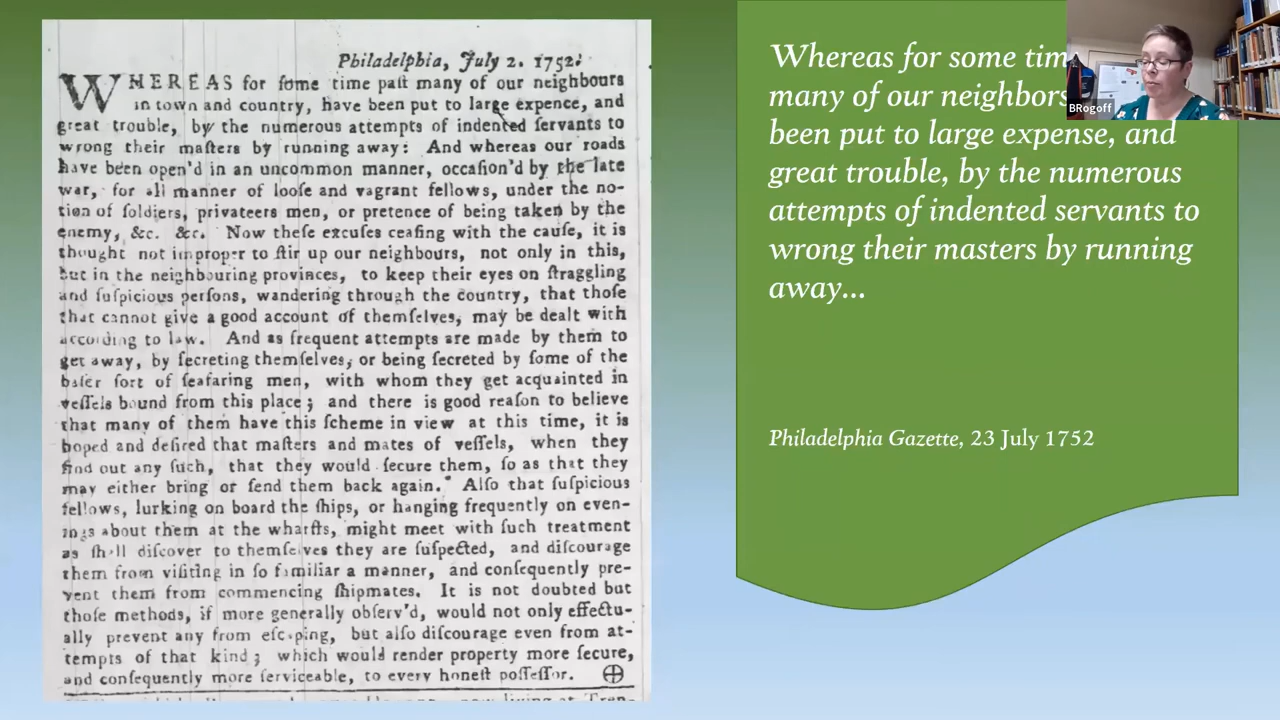 Philadelphia, July 2. 1752.
WHEREAS for ſome time paſt many of our neighbours
in town and country, have been put to large expence, and
great trouble, by the numerous attempts of indented ſervants to
wrong their maſters by running away: And whereas our roads
have been open'd in an uncommon manner, occaſion'd by the late
war, for all manner of looſe and vagrant fellows, under the no-
tion of ſoldiers, privateers men, or pretence of being taken by the
enemy, &c. &c. Now theſe excuſes ceaſing with the cauſe, it is
thought not improper to ſtir up our neighbours, not only in this,
but in the neighbouring provinces, to keep their eyes on ſtraggling
and ſuſpicious perſons, wandering through the country, that thoſe
that cannot give a good account of themſelves, may be dealt with
according to law. And as frequent attempts are made by them to
get away, by ſecreting themſelves, or being ſecreted by ſome of the
baſer ſort of ſeafaring men, with whom they get acquainted in
veſſels bound from this place; and there is good reaſon to believe
that many of them have this ſcheme in view at this time, it is
hoped and deſired that maſters and mates of veſſels, when they
find out any ſuch, that they would ſecure them, ſo as that they
may either bring or ſend them back again. Alſo that ſuſpicious
fellows, lurking on board the ſhips, or hanging frequently on even-
ings about them at the wharffs, might meet with ſuch treatment
as ſhall diſcover to themſelves they are ſuſpected, and diſcourage
them from viſiting in ſo familiar a manner, and conſequently pre-
vent them from commencing ſhipmates. It is not doubted but
thoſe methods, if more generally obſerv'd, would not only effectu-
ally prevent any from eſcaping, but alſo diſcourage even from at-
tempts of that kind; which would render property more ſecure,
and conſequently more ſerviceable, to every honeſt poſſeſſor.
Whereas for some tim
many of our neighbors
been put to large expense, and
great trouble, by the numerous
attempts of indented servants to
wrong their masters by running
away...
Philadelphia Gazette, 23 July 1752
BRogoff